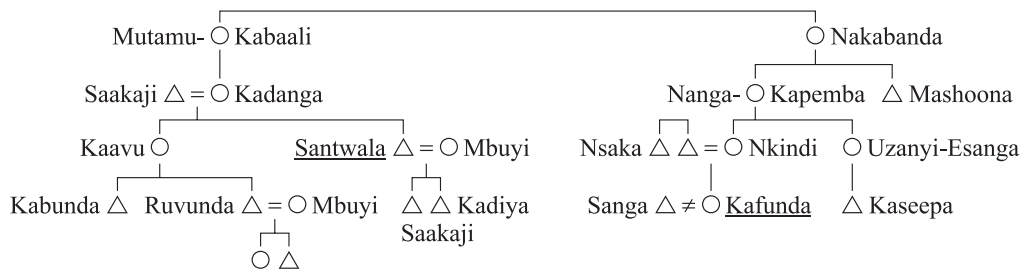 Mutamu- Kabaali Nakabanda
Saakaji = Kadanga Nanga- Kapemba Mashoona
Kaavu Santwala = Mbuyi Nsaka = Nkindi Uzanyi-Esanga
Kabunda Ruvunda = Mbuyi Kadiya Sanga ≠ Kafunda Kaseepa
Saakaji